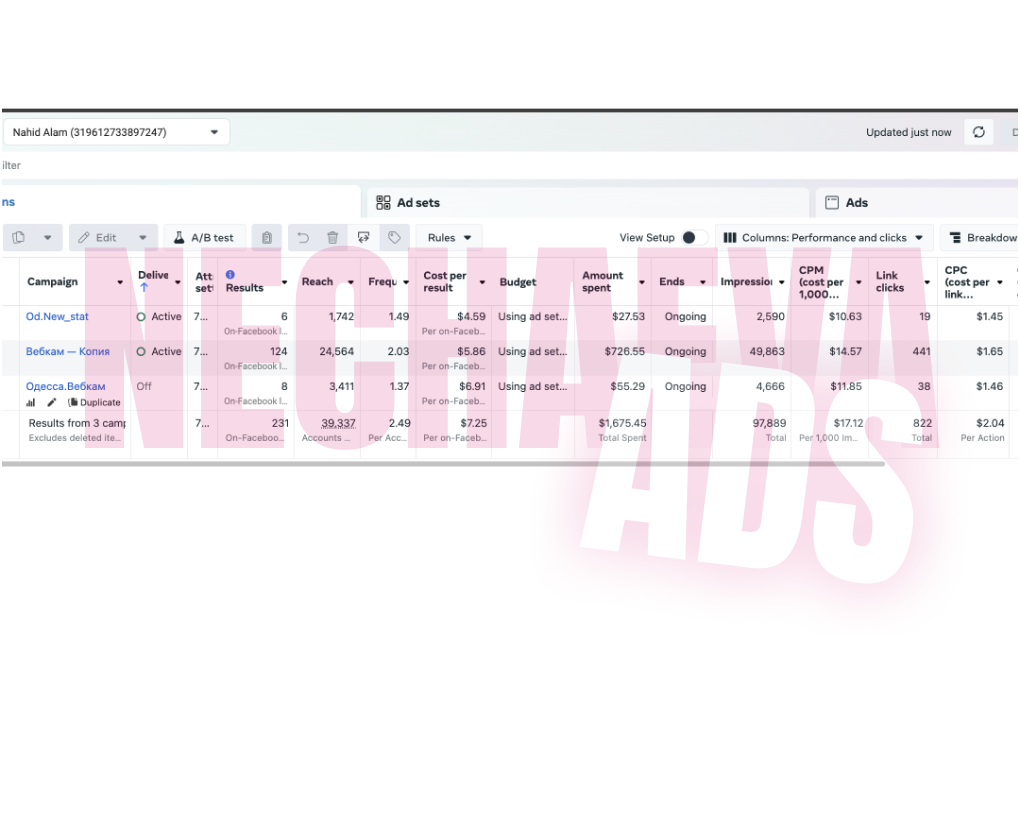 Nahid Alam (319612733897247)
Updated just now
ilter
ns
Ad sets
Ads
Edit
A/B test
Rules
View Setup
Columns: Performance and clicks
Breakdow
Campaign
Delive
Att
set
Results
Reach
Frequ
Cost per
result
Budget
Amount
spent
Ends
Impression
CPM
(cost per
1,000...
Link
clicks
CPC
(cost per
link...
Od.New_stat
Active
7...
6
1,742
1.49
$4.59
Using ad set...
$27.53
Ongoing
2,590
$10.63
19
$1.45
On-Facebook l...
Per on-Faceb...
Вебкам — Копия
Active
7...
124
24,564
2.03
$5.86
Using ad set...
$726.55
Ongoing
49,863
$14.57
441
$1.65
On-Facebook l...
Per on-Faceb...
Одесса.Вебкам
Off
7...
8
3,411
1.37
$6.91
Using ad set...
$55.29
Ongoing
4,666
$11.85
38
$1.46
Duplicate
On-Facebook l...
Per on-Faceb...
Results from 3 camp
7...
231
39,337
2.49
$7.25
$1,675.45
97,889
$17.12
822
$2.04
Excludes deleted ite...
On-Faceboo...
Accounts ...
Per Acc...
Per on-Faceb...
Total Spent
Total
Per 1,000 Im...
Total
Per Action
NECHAEVA
ADS